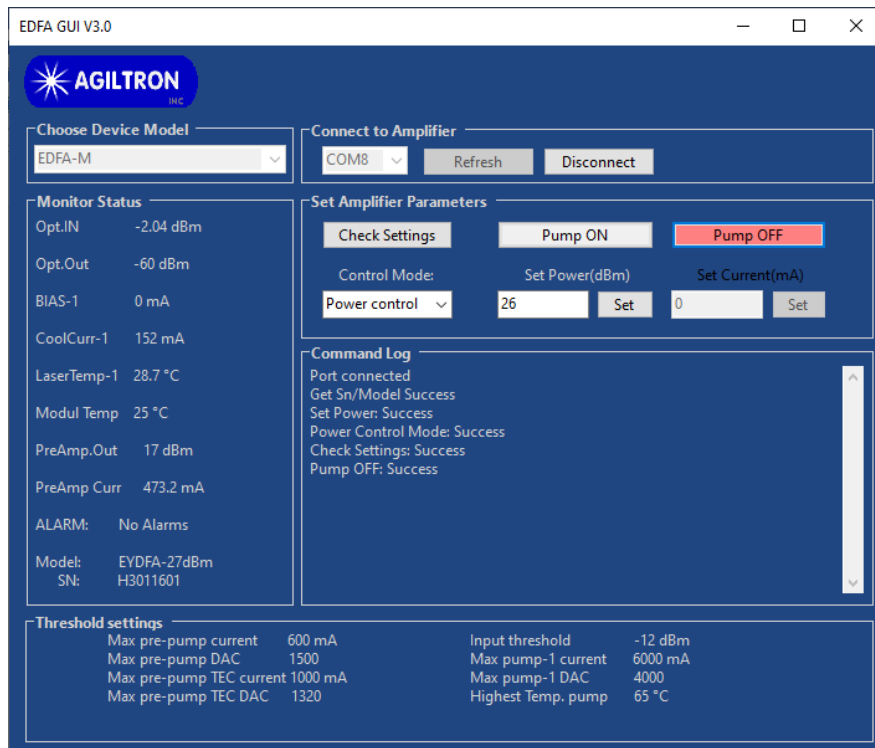 EDFA GUI V3.0
AGILTRON
INC
Choose Device Model
EDFA-M
Connect to Amplifier
COM8 Refresh Disconnect
Monitor Status
Opt.IN -2.04 dBm
Opt.Out -60 dBm
BIAS-1 0 mA
CoolCurr-1 152 mA
LaserTemp-1 28.7 °C
Modul Temp 25 °C
PreAmp.Out 17 dBm
PreAmp Curr 473.2 mA
ALARM: No Alarms
Model: EYDFA-27dBm
SN: H3011601
Set Amplifier Parameters
Check Settings Pump ON Pump OFF
Control Mode: Set Power(dBm) Set Current(mA)
Power control 26 Set 0 Set
Command Log
Port connected
Get Sn/Model Success
Set Power: Success
Power Control Mode: Success
Check Settings: Success
Pump OFF: Success
Threshold settings
Max pre-pump current 600 mA
Max pre-pump DAC 1500
Max pre-pump TEC current 1000 mA
Max pre-pump TEC DAC 1320
Input threshold -12 dBm
Max pump-1 current 6000 mA
Max pump-1 DAC 4000
Highest Temp. pump 65 °C